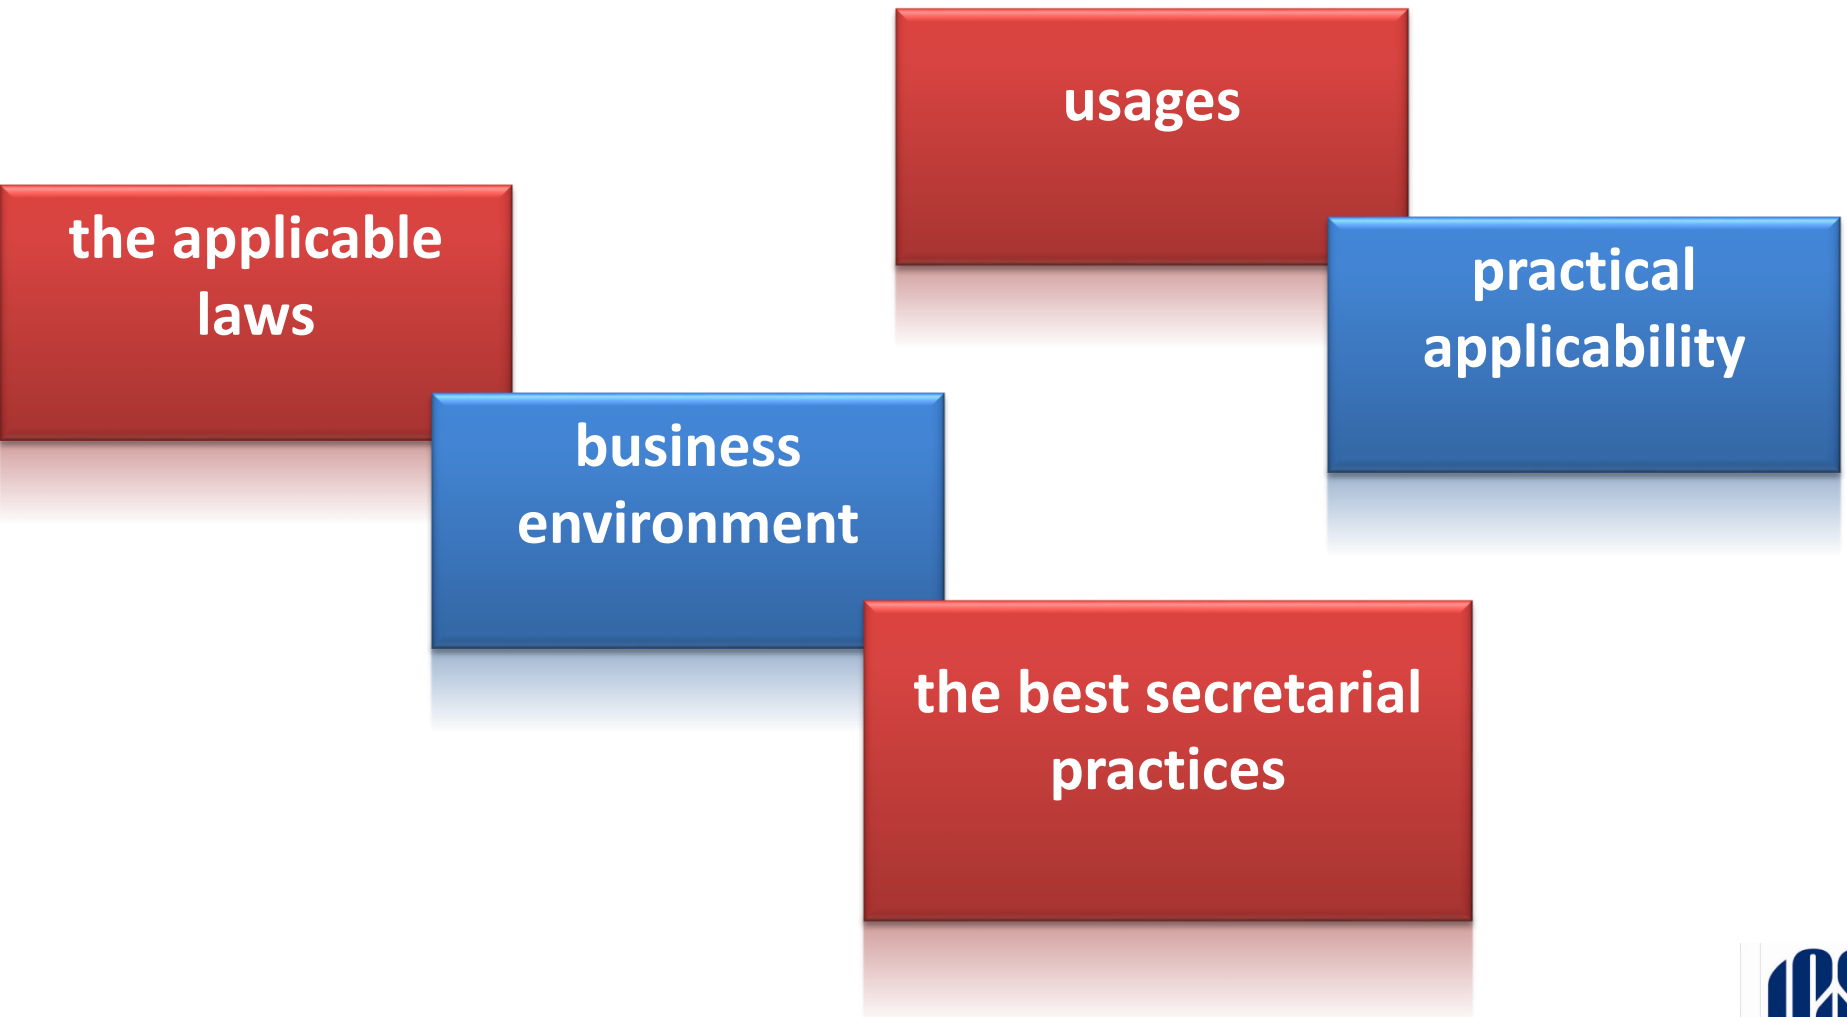 usages
the applicable
laws
practical
applicability
business
environment
the best secretarial
practices